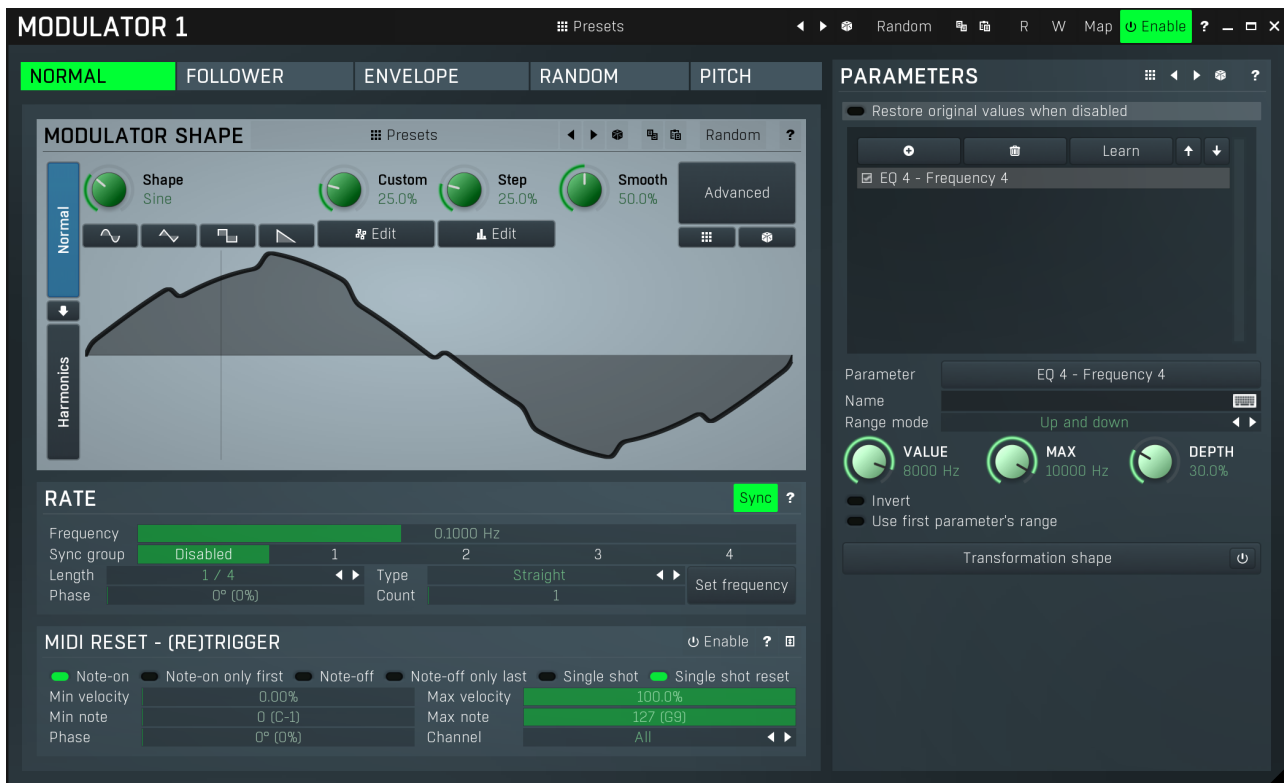 MODULATOR 1 Presets Random R W Map Enable ?
NORMAL FOLLOWER ENVELOPE RANDOM PITCH
MODULATOR SHAPE Presets Random ?
Normal
Harmonics
Shape Custom Step Smooth
Sine 25.0% 25.0% 50.0%
Advanced
Edit Edit
RATE Sync ?
Frequency 0.1000 Hz
Sync group Disabled 1 2 3 4
Length 1 / 4 Type Straight
Set frequency
Phase 0° (0%) Count 1
MIDI RESET - (RE)TRIGGER Enable ?
Note-on Note-on only first Note-off Note-off only last Single shot Single shot reset
Min velocity 0.00% Max velocity 100.0%
Min note 0 (C-1) Max note 127 (G9)
Phase 0° (0%) Channel All
PARAMETERS ?
Restore original values when disabled
Learn
EQ 4 - Frequency 4
Parameter EQ 4 - Frequency 4
Name
Range mode Up and down
VALUE MAX DEPTH
8000 Hz 10000 Hz 30.0%
Invert
Use first parameter's range
Transformation shape